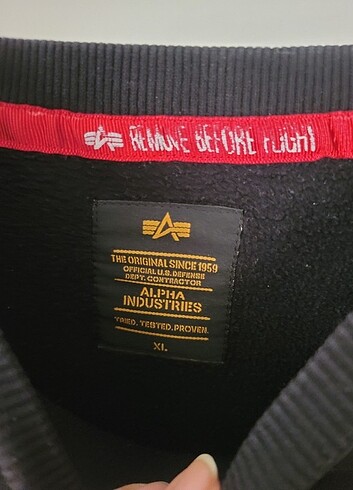 REMOVE BEFORE FLIGHT
THE ORIGINAL SINCE 1959
OFFICIAL U.S. DEFENSE
DEPT. CONTRACTOR
ALPHA
INDUSTRIES
TRIED. TESTED. PROVEN.
XL